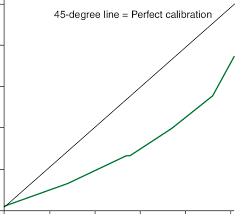 45-degree line = Perfect calibration